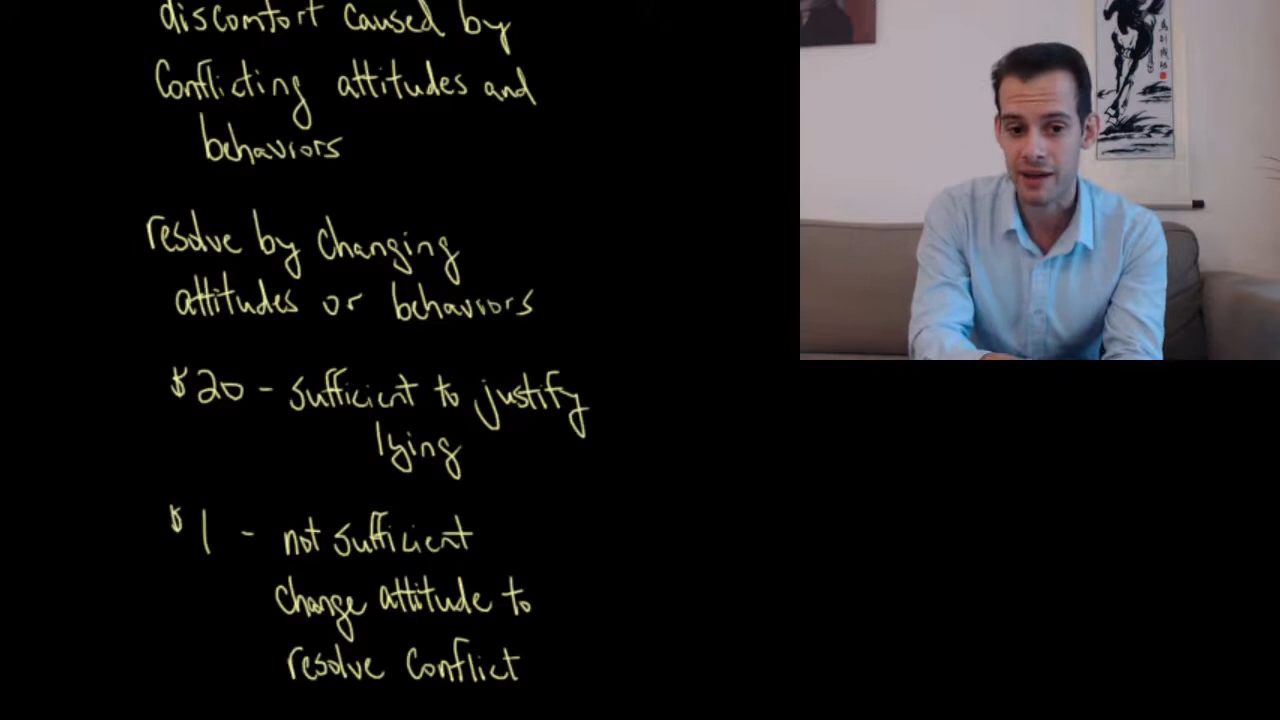 discomfort caused by
Conflicting attitudes and
behaviors
resolve by changing
attitudes or behaviors
$20 - sufficient to justify
lying
$1 - not sufficient
change attitude to
resolve conflict